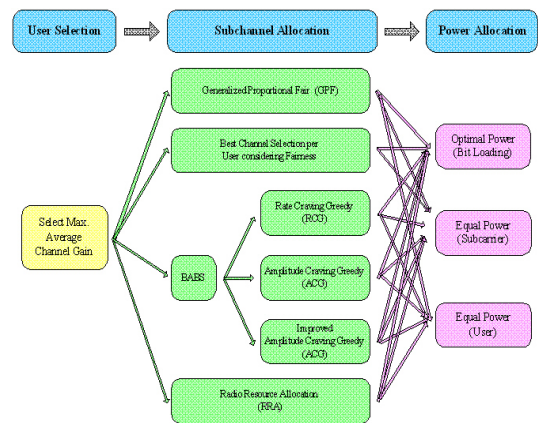 User Selection
Subchannel Allocation
Power Allocation
Generalized Proportional Fair (GPF)
Best Channel Selection per
User considering Fairness
Optimal Power
(Bit Loading)
Select Max.
Average
Channel Gain
Rate Craving Greedy
(RCG)
Equal Power
(Subcarrier)
BABS
Amplitude Craving Greedy
(ACG)
Improved
Amplitude Craving Greedy
(ACG)
Equal Power
(User)
Radio Resource Allocation
(RRA)